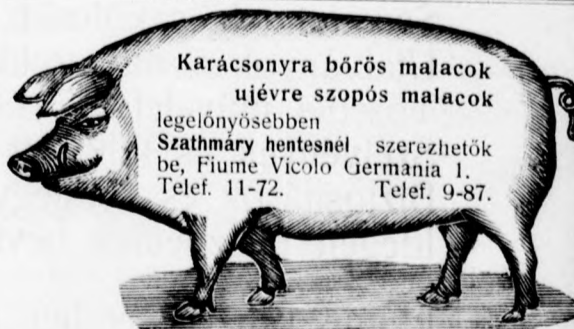 Karácsonyra bőrös malacok
ujévre szopós malacok
legelőnyösebben
Szathmáry hentesnél szerezhetők
be, Fiume Vicolo Germania 1.
Telef. 11-72. Telef. 9-87.